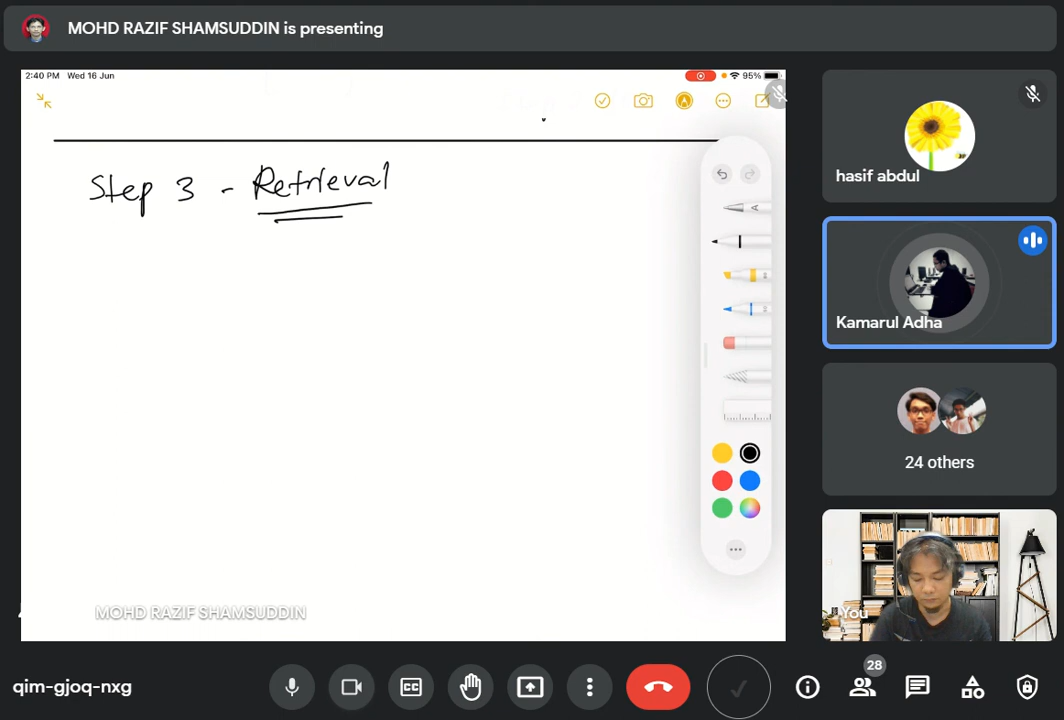 MOHD RAZIF SHAMSUDDIN is presenting
2:40 PM Wed 16 Jun
95%
Step 3 - Retrieval
MOHD RAZIF SHAMSUDDIN
hasif abdul
Kamarul Adha
24 others
You
qim-gjoq-nxg
28